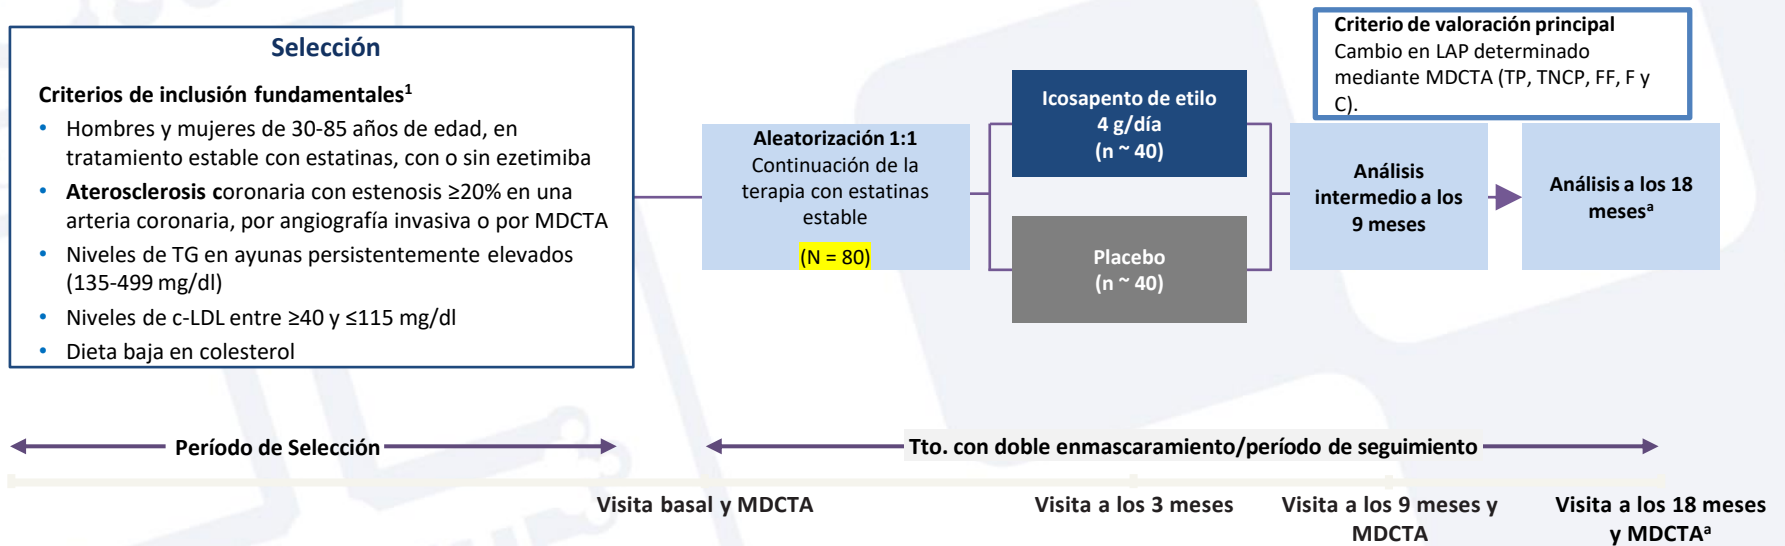 Selección
Criterios de inclusión fundamentales1
• Hombres y mujeres de 30-85 años de edad, en
tratamiento estable con estatinas, con o sin ezetimiba
• Aterosclerosis coronaria con estenosis ≥20% en una
arteria coronaria, por angiografía invasiva o por MDCTA
• Niveles de TG en ayunas persistentemente elevados
(135-499 mg/dl)
• Niveles de c-LDL entre ≥40 y ≤115 mg/dl
• Dieta baja en colesterol
Aleatorización 1:1
Continuación de la
terapia con estatinas
estable
(N = 80)
Icosapento de etilo
4 g/día
(n ~ 40)
Placebo
(n ~ 40)
Criterio de valoración principal
Cambio en LAP determinado
mediante MDCTA (TP, TNCP, FF, F y
C).
Análisis
intermedio a los
9 meses
Análisis a los 18
mesesa
Período de Selección
Tto. con doble enmascaramiento/período de seguimiento
Visita basal y MDCTA
Visita a los 3 meses
Visita a los 9 meses y
MDCTA
Visita a los 18 meses
y MDCTAa